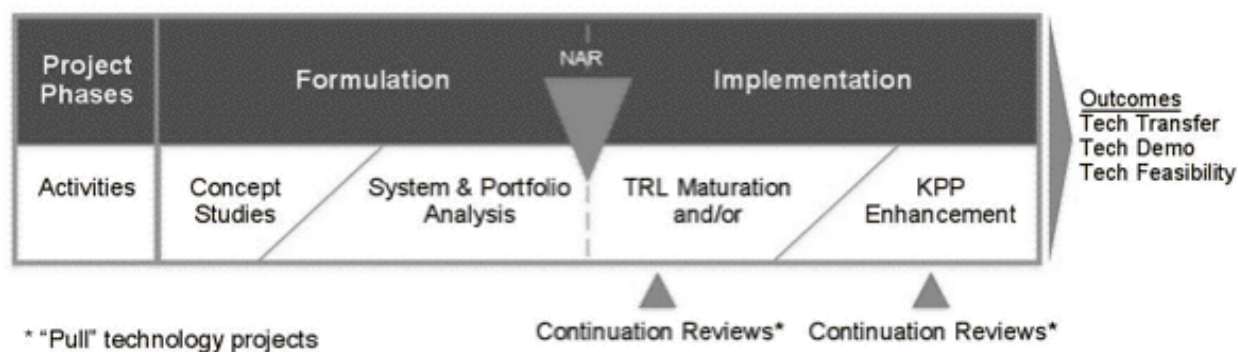 Project
Phases
Formulation
NAR
Implementation
Outcomes
Tech Transfer
Tech Demo
Tech Feasibility
Activities
Concept
Studies
System & Portfolio
Analysis
TRL Maturation
and/or
KPP
Enhancement
* "Pull" technology projects
Continuation Reviews*
Continuation Reviews*